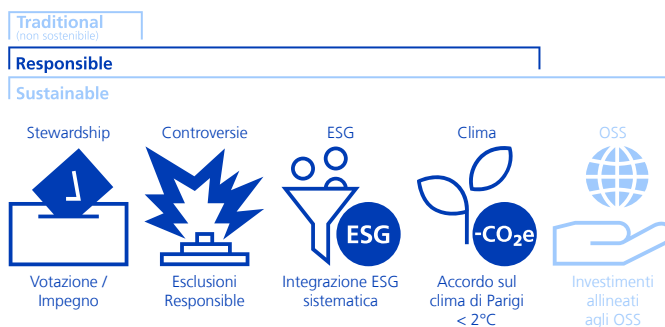 Traditional
(non sostenibile)
Responsible
Sustainable
Stewardship
Controversie
ESG
Clima
OSS
ESG
-CO₂e
Votazione /
Impegno
Esclusioni
Responsible
Integrazione ESG
sistematica
Accordo sul
clima di Parigi
< 2°C
Investimenti
allineati
agli OSS